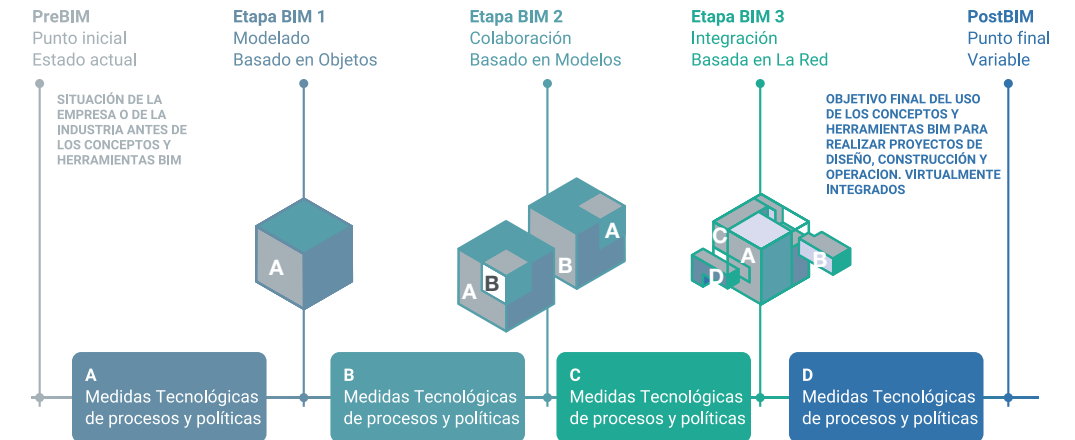 PreBIM
Punto inicial
Estado actual
Etapa BIM 1
Modelado
Basado en Objetos
Etapa BIM 2
Colaboración
Basado en Modelos
Etapa BIM 3
Integración
Basada en La Red
PostBIM
Punto final
Variable
SITUACIÓN DE LA
EMPRESA O DE LA
INDUSTRIA ANTES DE
LOS CONCEPTOS Y
HERRAMIENTAS BIM
OBJETIVO FINAL DEL USO
DE LOS CONCEPTOS Y
HERRAMIENTAS BIM PARA
REALIZAR PROYECTOS DE
DISEÑO, CONSTRUCCIÓN Y
OPERACION. VIRTUALMENTE
INTEGRADOS
A
A
B
B
A
C
A
D
B
A
Medidas Tecnológicas
de procesos y políticas
B
Medidas Tecnológicas
de procesos y políticas
C
Medidas Tecnológicas
de procesos y políticas
D
Medidas Tecnológicas
de procesos y políticas